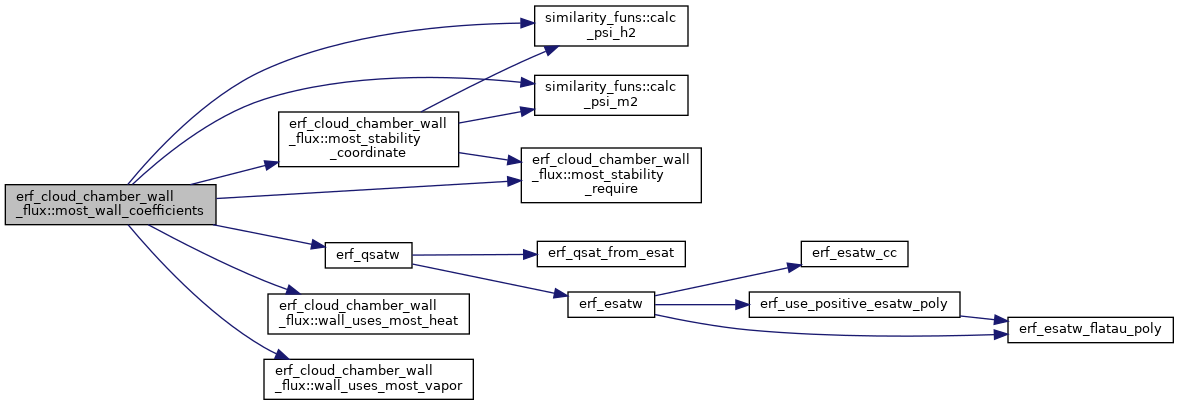 erf_cloud_chamber_wall
_flux::most_wall_coefficients
similarity_funs::calc
_psi_h2
similarity_funs::calc
_psi_m2
erf_cloud_chamber_wall
_flux::most_stability
_coordinate
erf_cloud_chamber_wall
_flux::most_stability
_require
erf_qsatw
erf_qsat_from_esat
erf_esatw
erf_esatw_cc
erf_use_positive_esatw_poly
erf_esatw_flatau_poly
erf_cloud_chamber_wall
_flux::wall_uses_most_heat
erf_cloud_chamber_wall
_flux::wall_uses_most_vapor